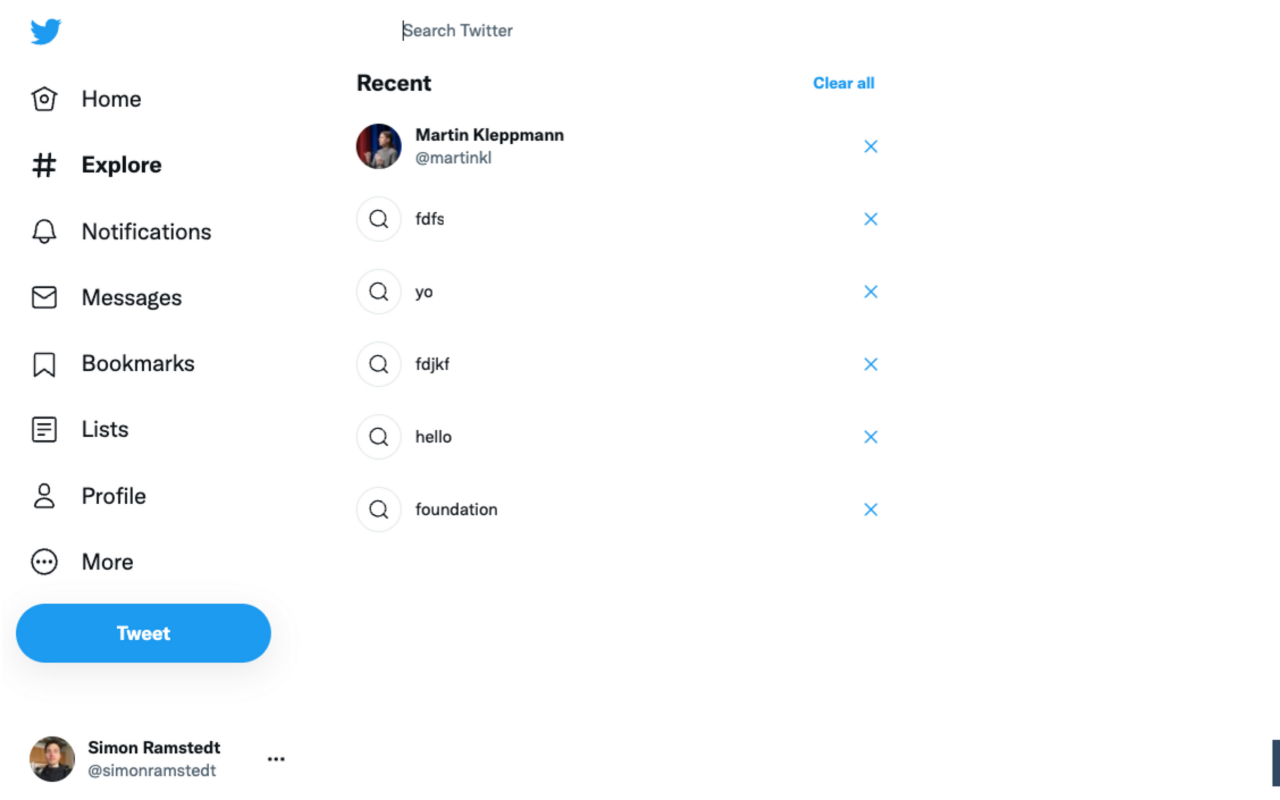 Search Twitter
Home
Explore
Notifications
Messages
Bookmarks
Lists
Profile
More
Tweet
Simon Ramstedt
@simonramstedt
Recent
Clear all
Martin Kleppmann
@martinkl
fdfs
yo
fdjkf
hello
foundation